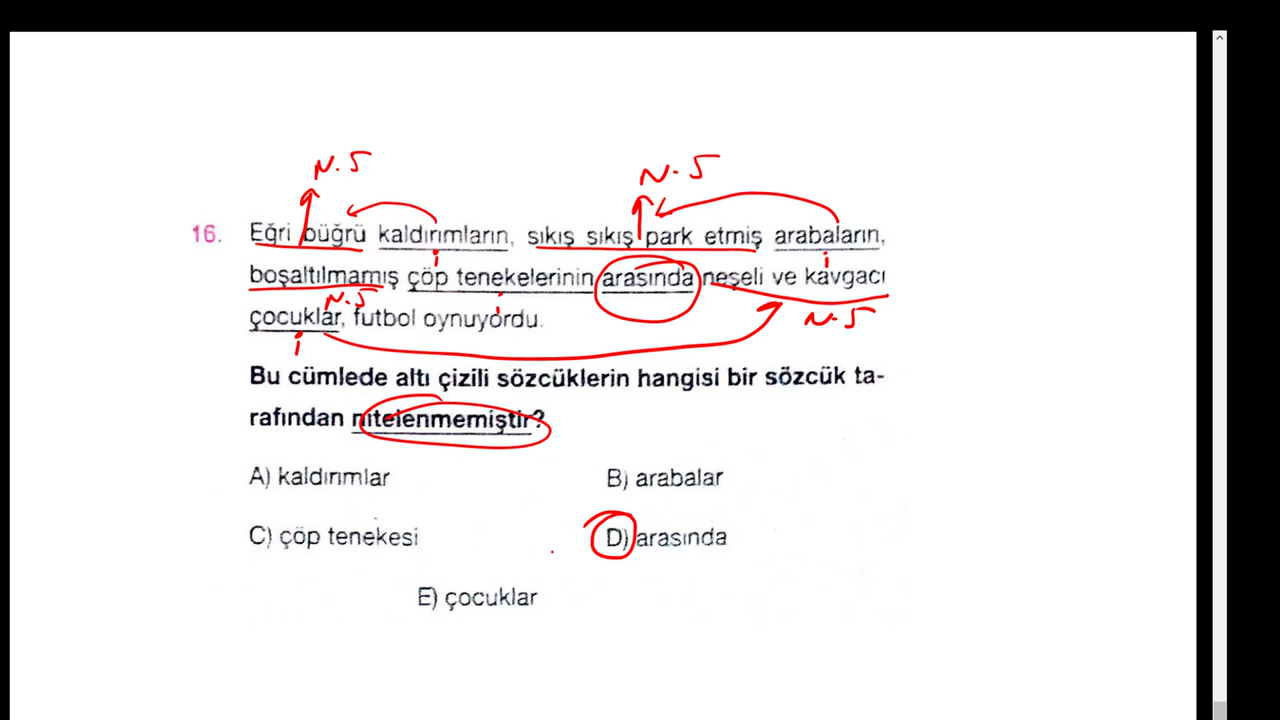 N.S
N.S
16. Eğri büğrü kaldırımların, sıkış sıkış park etmiş arabaların,
i i
boşaltılmamış çöp tenekelerinin arasında neşeli ve kavgacı
N.S i N.S
çocuklar, futbol oynuyordu.
i
Bu cümlede altı çizili sözcüklerin hangisi bir sözcük ta-
rafından nitelenmemiştir?
A) kaldırımlar B) arabalar
C) çöp tenekesi D) arasında
E) çocuklar